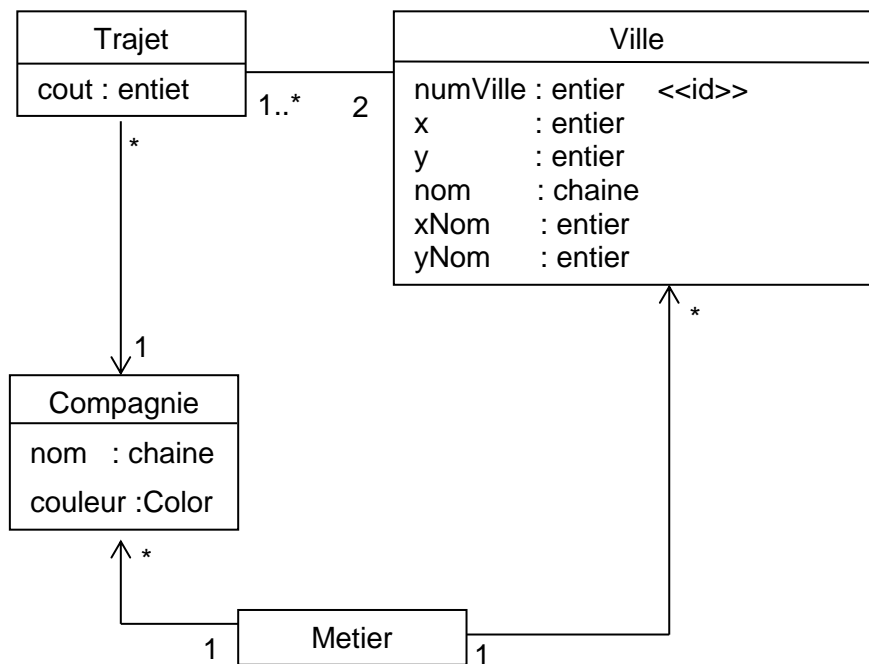 Trajet
cout : entiet
Ville
numVille : entier <<id>>
x : entier
y : entier
nom : chaine
xNom : entier
yNom : entier
1..*
2
*
*
1
Compagnie
nom : chaine
couleur :Color
*
1
Metier
1